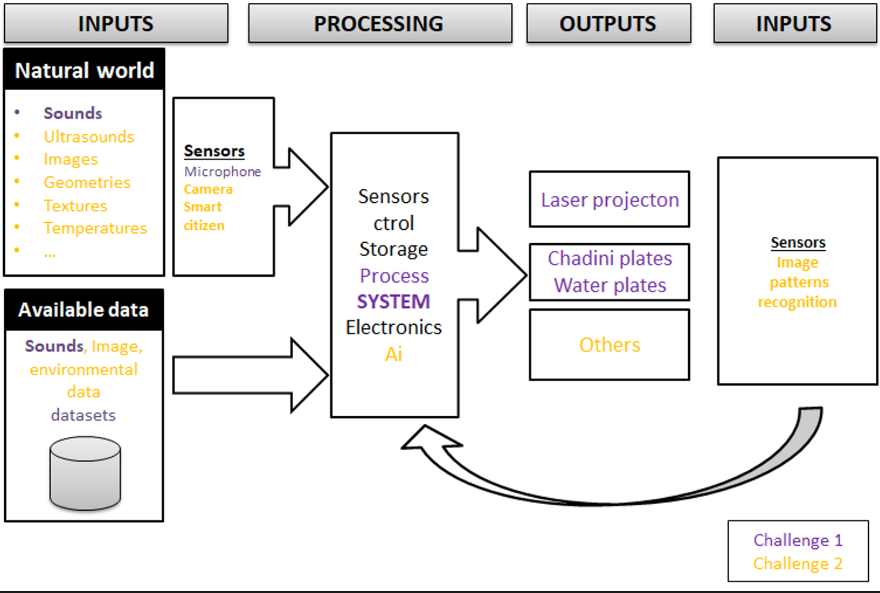 INPUTS
PROCESSING
OUTPUTS
INPUTS
Natural world
• Sounds
• Ultrasounds
• Images
• Geometries
• Textures
• Temperatures
• ...
Sensors
Microphone
Camera
Smart
citizen
Available data
Sounds, Image,
environmental
data
datasets
Sensors
ctrol
Storage
Process
SYSTEM
Electronics
Ai
Laser projecton
Chadini plates
Water plates
Others
Sensors
Image
patterns
recognition
Challenge 1
Challenge 2